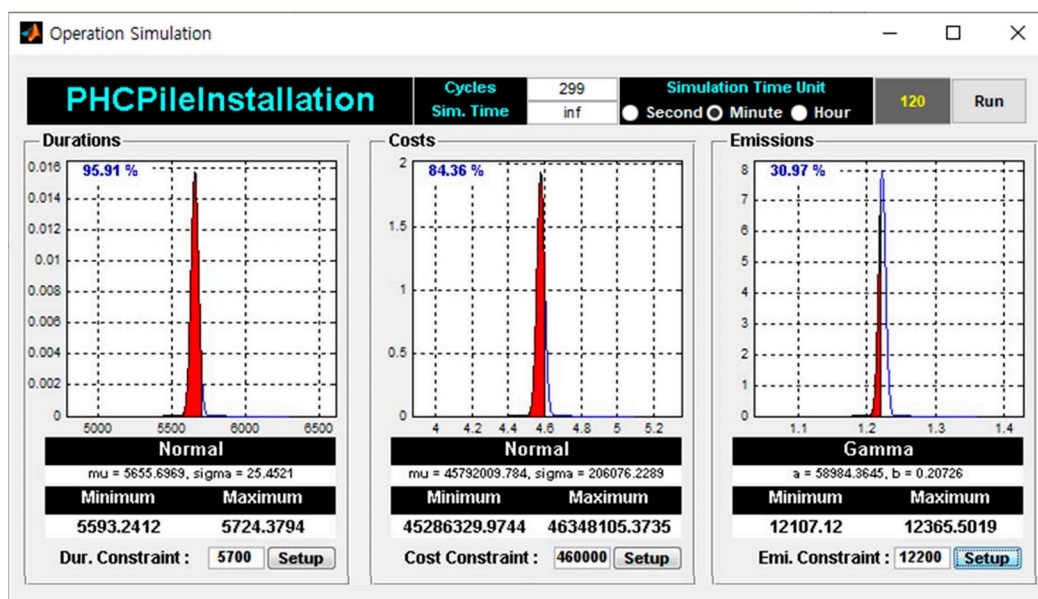 Operation Simulation
PHCPileInstallation
Cycles 299
Sim. Time inf
Simulation Time Unit
Second Minute Hour
120
Run
Durations
95.91 %
0.016
0.014
0.012
0.01
0.008
0.006
0.004
0.002
0
5000 5500 6000 6500
Normal
mu = 5655.6969, sigma = 25.4521
Minimum Maximum
5593.2412 5724.3794
Dur. Constraint : 5700 Setup
Costs
84.36 %
2
1.5
1
0.5
0
4 4.2 4.4 4.6 4.8 5 5.2
Normal
mu = 45792009.784, sigma = 206076.2289
Minimum Maximum
45286329.9744 46348105.3735
Cost Constraint : 460000 Setup
Emissions
30.97 %
8
7
6
5
4
3
2
1
0
1.1 1.2 1.3 1.4
Gamma
a = 58984.3645, b = 0.20726
Minimum Maximum
12107.12 12365.5019
Emi. Constraint : 12200 Setup